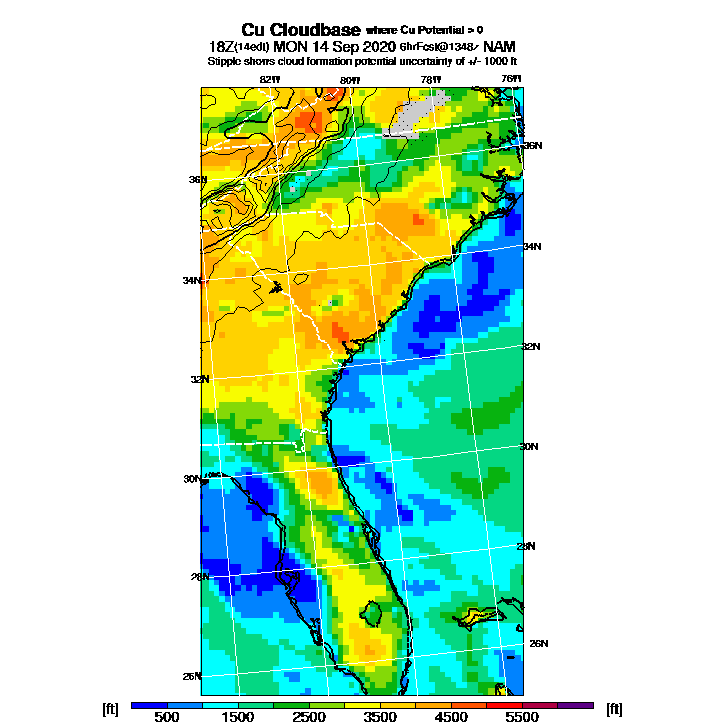 Cu Cloudbase where Cu Potential > 0
18Z(14edt) MON 14 Sep 2020 6hrFcst@1348z NAM
Stipple shows cloud formation potential uncertainty of +/- 1000 ft
82W 80W 78W 76W
36N
36N
34N
34N
32N
32N
30N
30N
28N
28N
26N
26N
[ft] 500 1500 2500 3500 4500 5500 [ft]